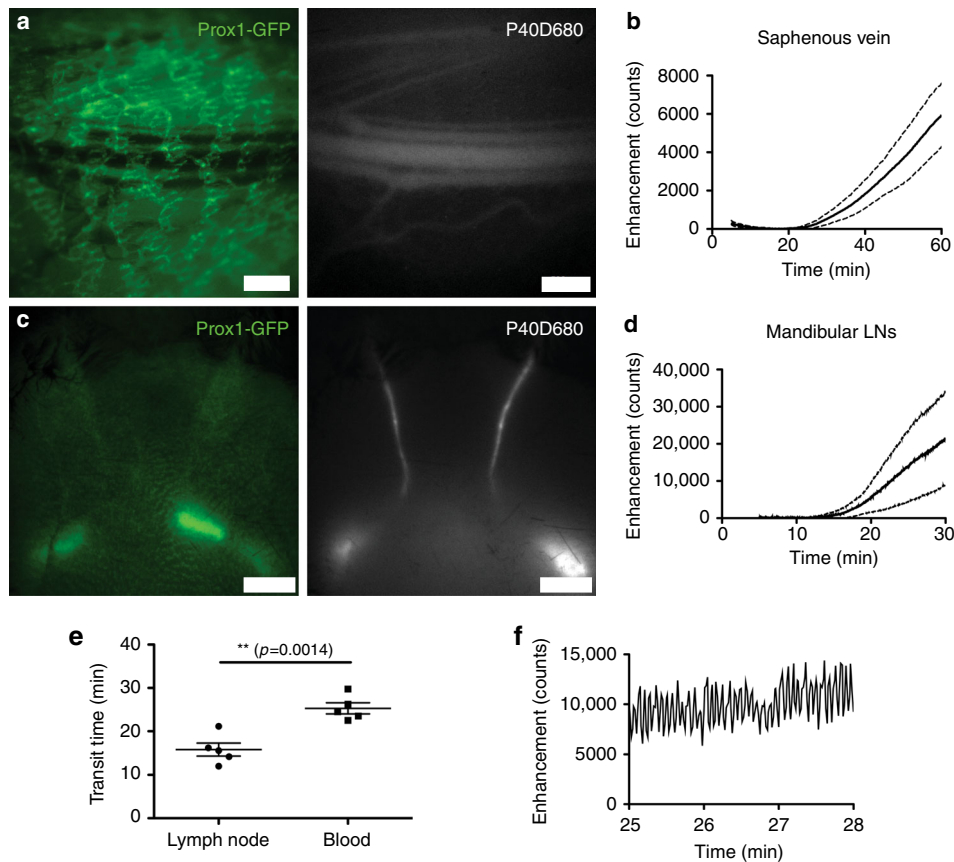 a
Prox1-GFP
P40D680
b
Saphenous vein
Enhancement (counts)
8000
6000
4000
2000
0
0
20
40
60
Time (min)
c
Prox1-GFP
P40D680
d
Mandibular LNs
Enhancement (counts)
40,000
30,000
20,000
10,000
0
0
10
20
30
Time (min)
e
Transit time (min)
40
30
20
10
0
** (p=0.0014)
Lymph node
Blood
f
Enhancement (counts)
15,000
10,000
5000
0
25
26
27
28
Time (min)